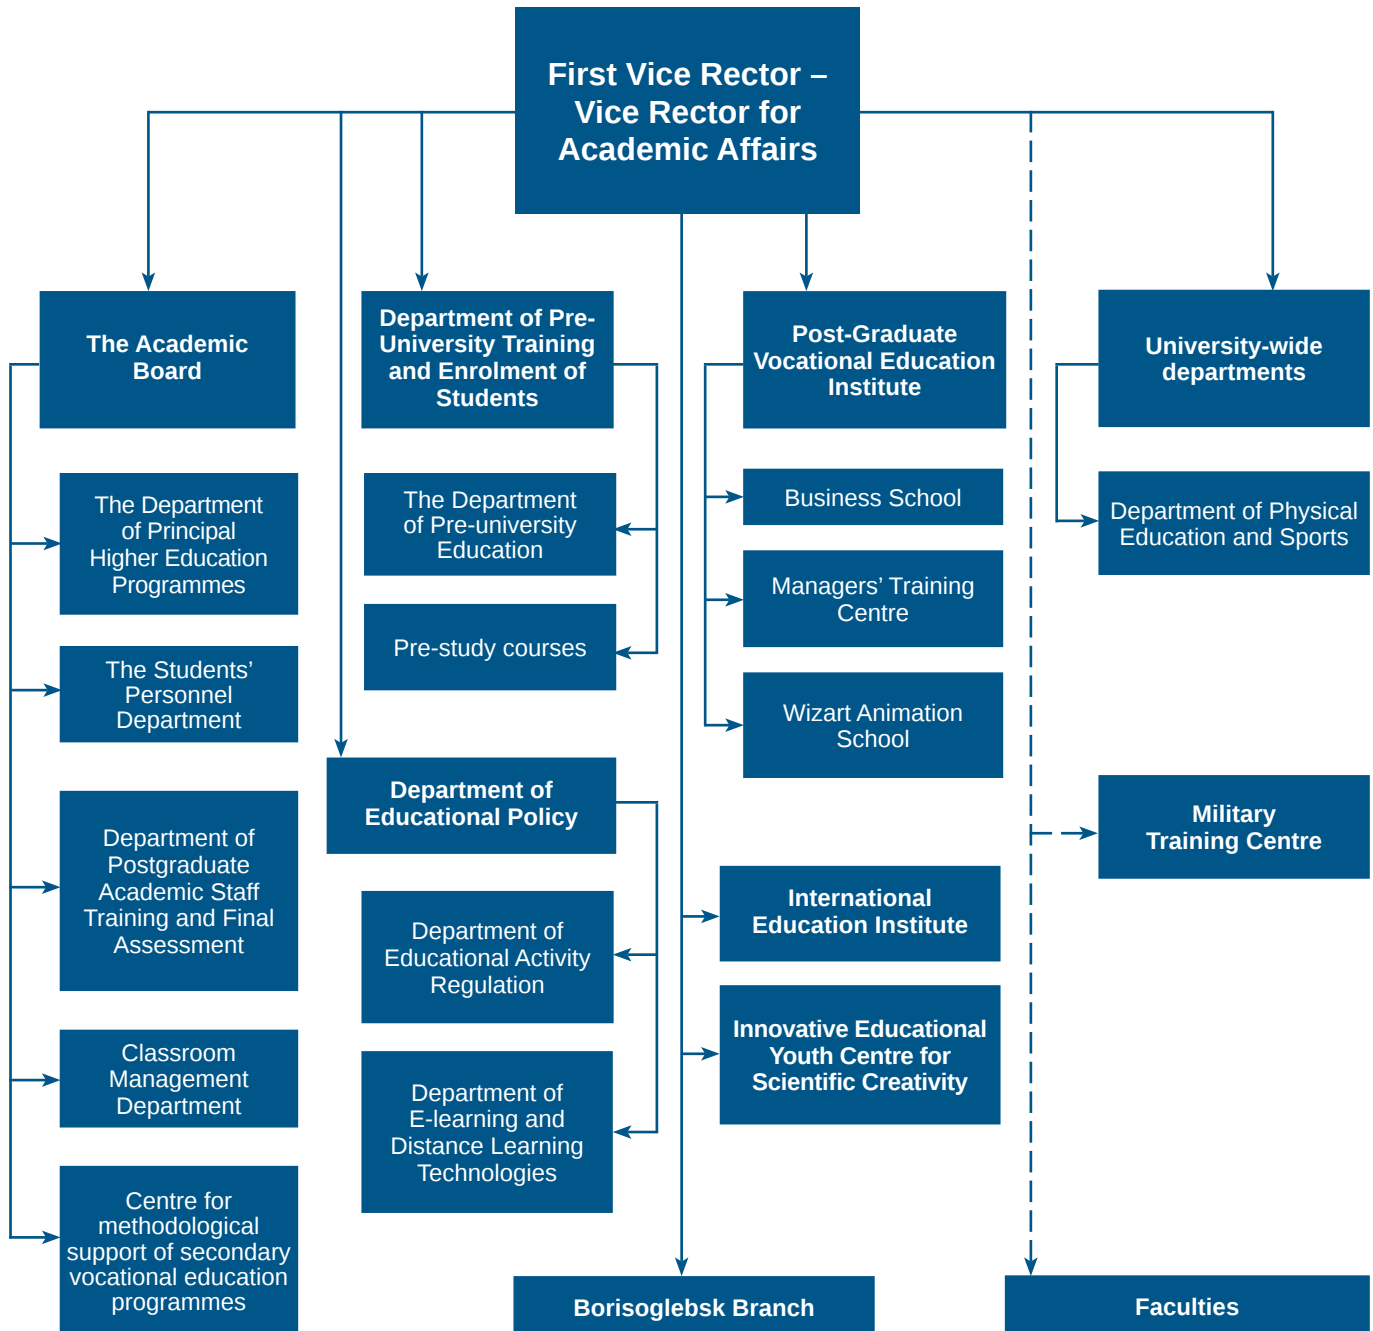 First Vice Rector –
Vice Rector for
Academic Affairs
The Academic
Board
The Department
of Principal
Higher Education
Programmes
The Students’
Personnel
Department
Department of
Postgraduate
Academic Staff
Training and Final
Assessment
Classroom
Management
Department
Centre for
methodological
support of secondary
vocational education
programmes
Department of Pre-
University Training
and Enrolment of
Students
The Department
of Pre-university
Education
Pre-study courses
Department of
Educational Policy
Department of
Educational Activity
Regulation
Department of
E-learning and
Distance Learning
Technologies
Post-Graduate
Vocational Education
Institute
Business School
Managers’ Training
Centre
Wizart Animation
School
International
Education Institute
Innovative Educational
Youth Centre for
Scientific Creativity
Borisoglebsk Branch
University-wide
departments
Department of Physical
Education and Sports
Military
Training Centre
Faculties